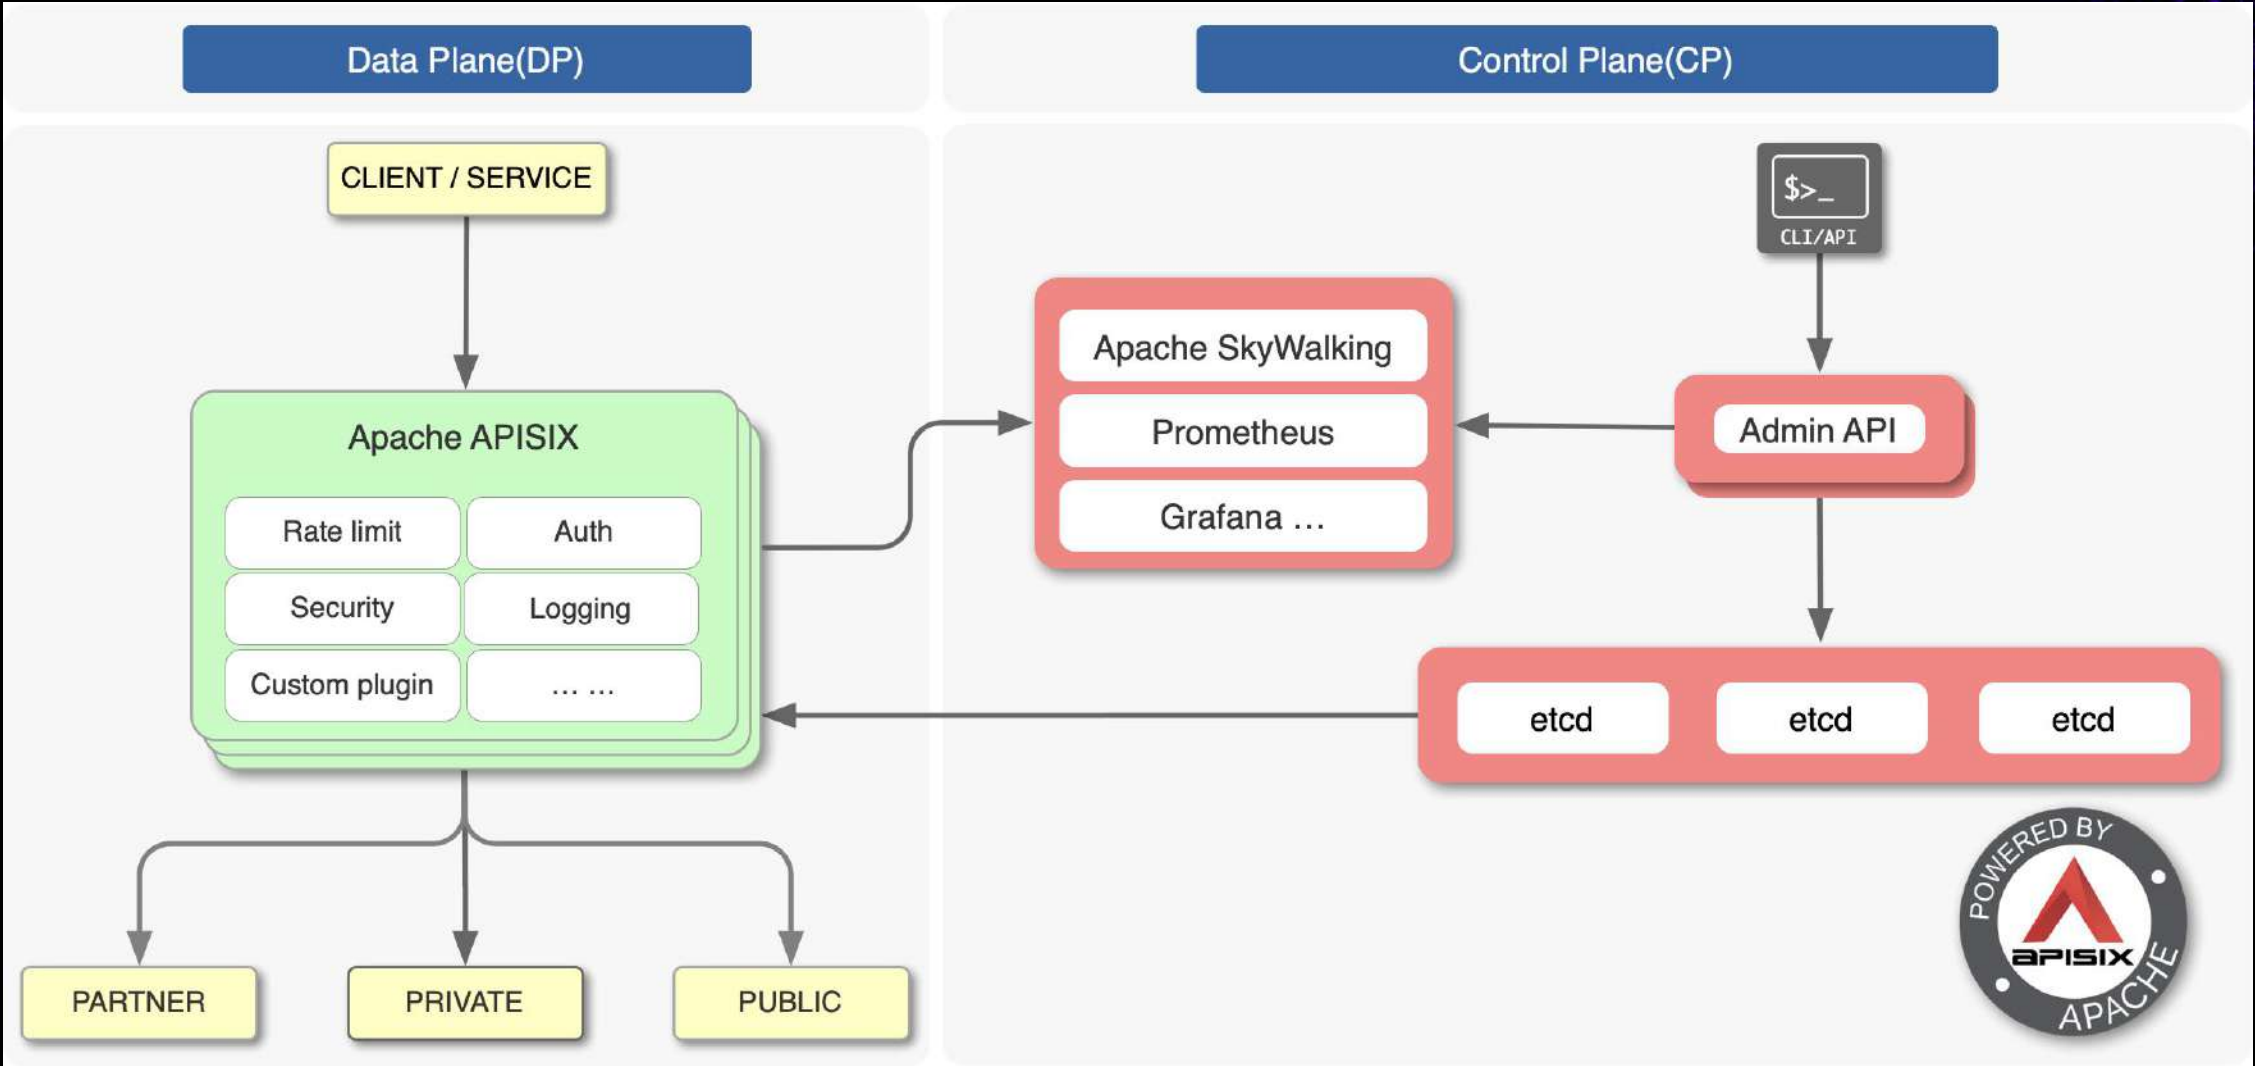 Data Plane(DP)
Control Plane(CP)
CLIENT / SERVICE
Apache APISIX
Rate limit
Auth
Security
Logging
Custom plugin
... ...
PARTNER
PRIVATE
PUBLIC
$>_
CLI/API
Apache SkyWalking
Prometheus
Grafana ...
Admin API
etcd
etcd
etcd
POWERED BY
APISIX
APACHE